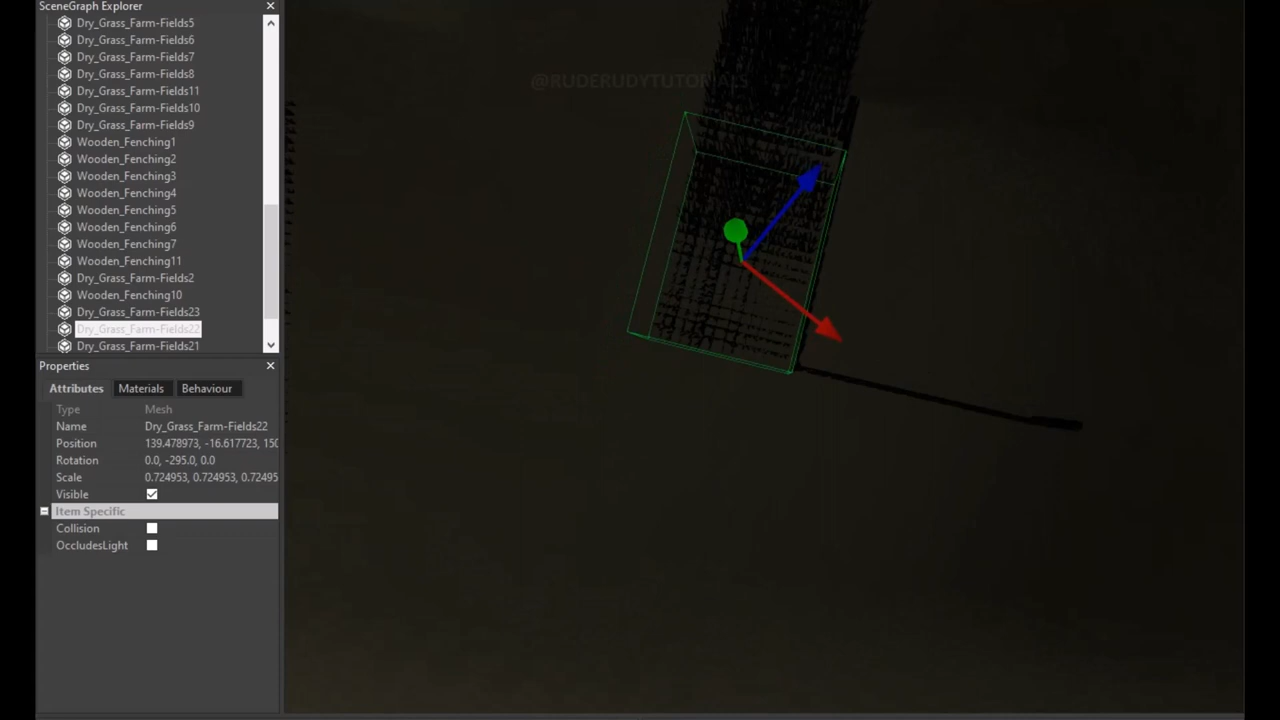 SceneGraph Explorer
Dry_Grass_Farm-Fields5
Dry_Grass_Farm-Fields6
Dry_Grass_Farm-Fields7
Dry_Grass_Farm-Fields8
Dry_Grass_Farm-Fields11
Dry_Grass_Farm-Fields10
Dry_Grass_Farm-Fields9
Wooden_Fenching1
Wooden_Fenching2
Wooden_Fenching3
Wooden_Fenching4
Wooden_Fenching5
Wooden_Fenching6
Wooden_Fenching7
Wooden_Fenching11
Dry_Grass_Farm-Fields2
Wooden_Fenching10
Dry_Grass_Farm-Fields23
Dry_Grass_Farm-Fields22
Dry_Grass_Farm-Fields21
Properties
Attributes Materials Behaviour
Type Mesh
Name Dry_Grass_Farm-Fields22
Position 139.478973, -16.617723, 150
Rotation 0.0, -295.0, 0.0
Scale 0.724953, 0.724953, 0.72495
Visible
Item Specific
Collision
OccludesLight
@RUDERUDYTUTORIALS